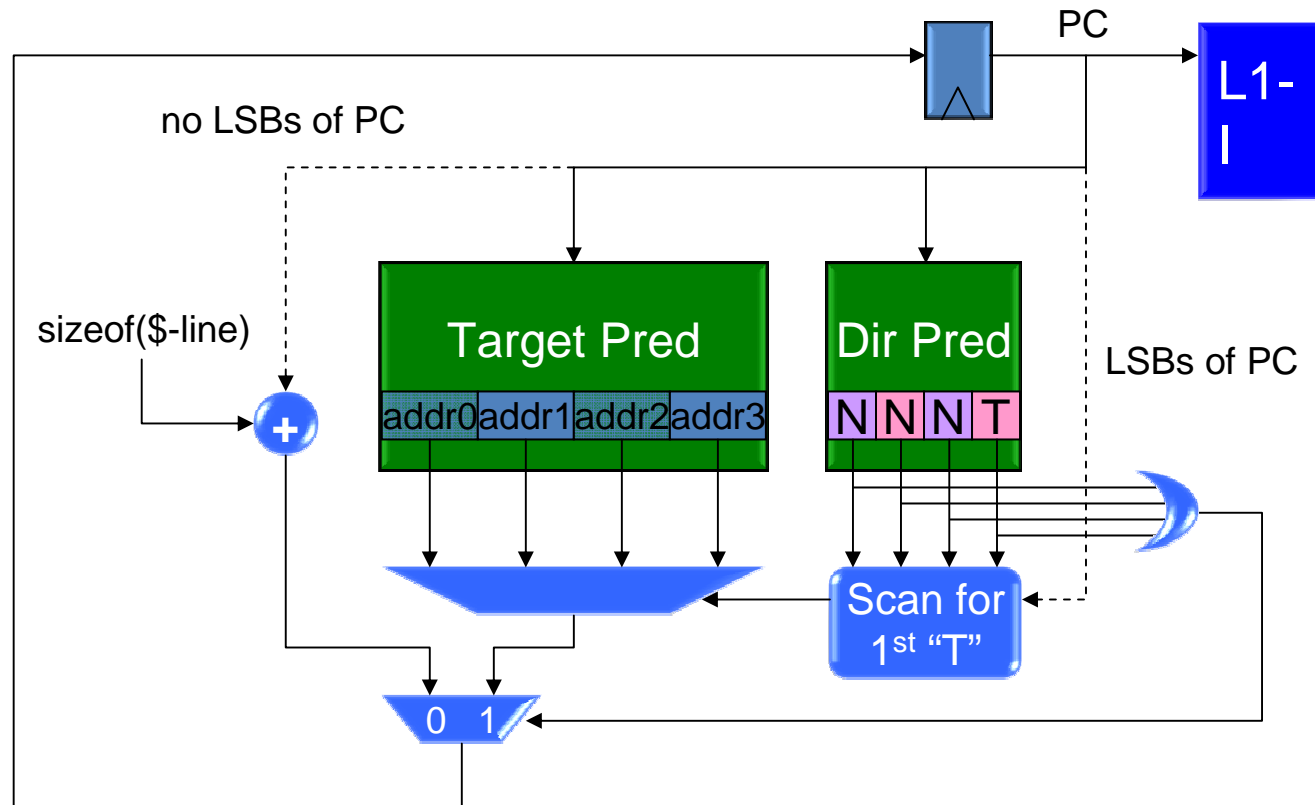 PC
L1-
I
no LSBs of PC
sizeof($-line)
Target Pred
addr0 addr1 addr2 addr3
Dir Pred
N N N T
LSBs of PC
+
Scan for
1st “T”
0 1